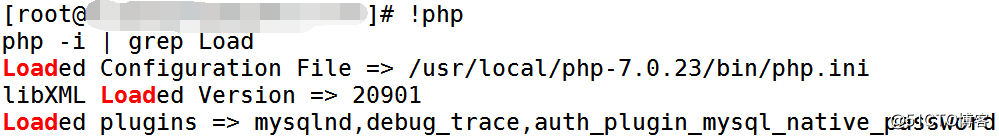 [root@ ]# !php
php -i | grep Load
Loaded Configuration File => /usr/local/php-7.0.23/bin/php.ini
libXML Loaded Version => 20901
Loaded plugins => mysqlnd,debug_trace,auth_plugin_mysql_native_password
@51CTO博客